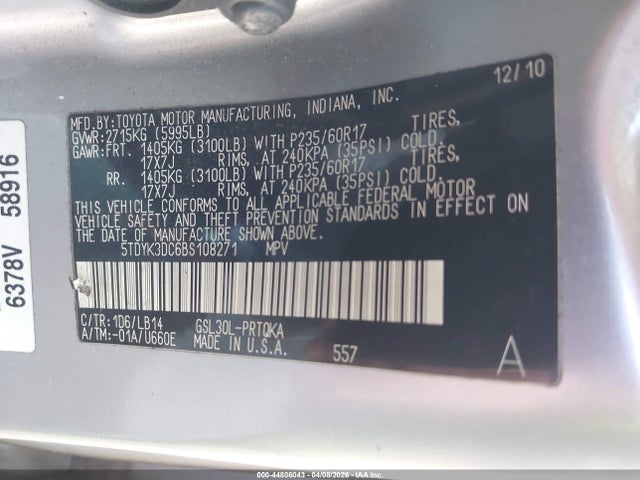 12/10
MFD.BY:TOYOTA MOTOR MANUFACTURING, INDIANA, INC.
GVWR:2715KG (5995LB)
GAWR:FRT. 1405KG (3100LB) WITH P235/60R17 TIRES,
17X7J RIMS, AT 240KPA (35PSI) COLD.
RR. 1405KG (3100LB) WITH P235/60R17 TIRES,
17X7J RIMS, AT 240KPA (35PSI) COLD.
THIS VEHICLE CONFORMS TO ALL APPLICABLE FEDERAL MOTOR
VEHICLE SAFETY AND THEFT PREVENTION STANDARDS IN EFFECT ON
THE DATE OF MANUFACTURE SHOWN ABOVE.
5TDYK3DC6BS108271 MPV
C/TR:1D6/LB14 GSL30L-PRTQKA
A/TM:-01A/U660E MADE IN U.S.A. 557
A
6378V 58916
000-44806043 - 04/08/2026 - IAAI.COM